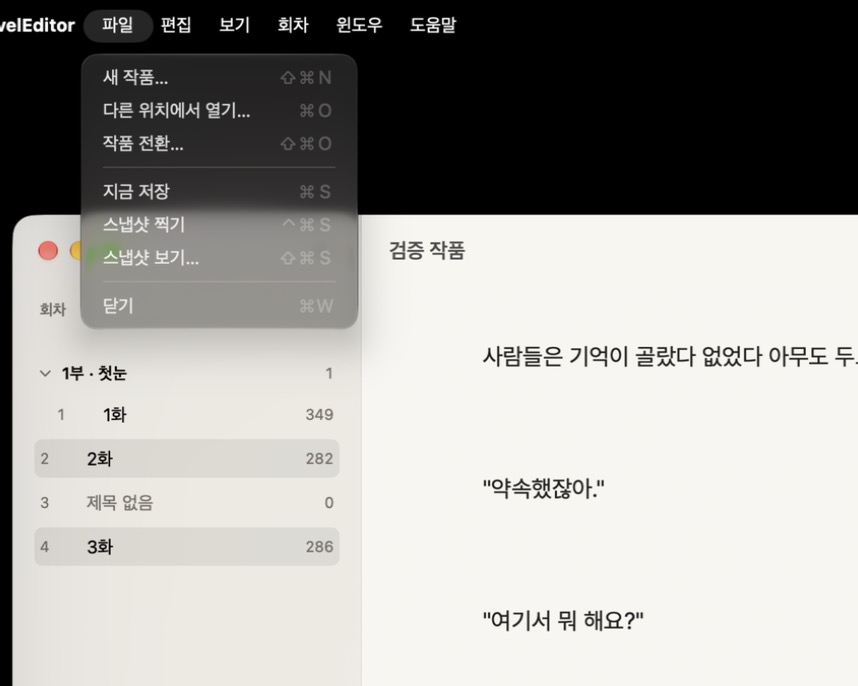 velEditor 파일 편집 보기 회차 윈도우 도움말
새 작품... ⇧⌘N
다른 위치에서 열기... ⌘O
작품 전환... ⇧⌘O
지금 저장 ⌘S
스냅샷 찍기 ^⌘S
스냅샷 보기... ⇧⌘S
닫기 ⌘W
검증 작품
회차
1부 · 첫눈 1
1 1화 349
2 2화 282
3 제목 없음 0
4 3화 286
사람들은 기억이 골랐다 없었다 아무도
"약속했잖아."
"여기서 뭐 해요?"